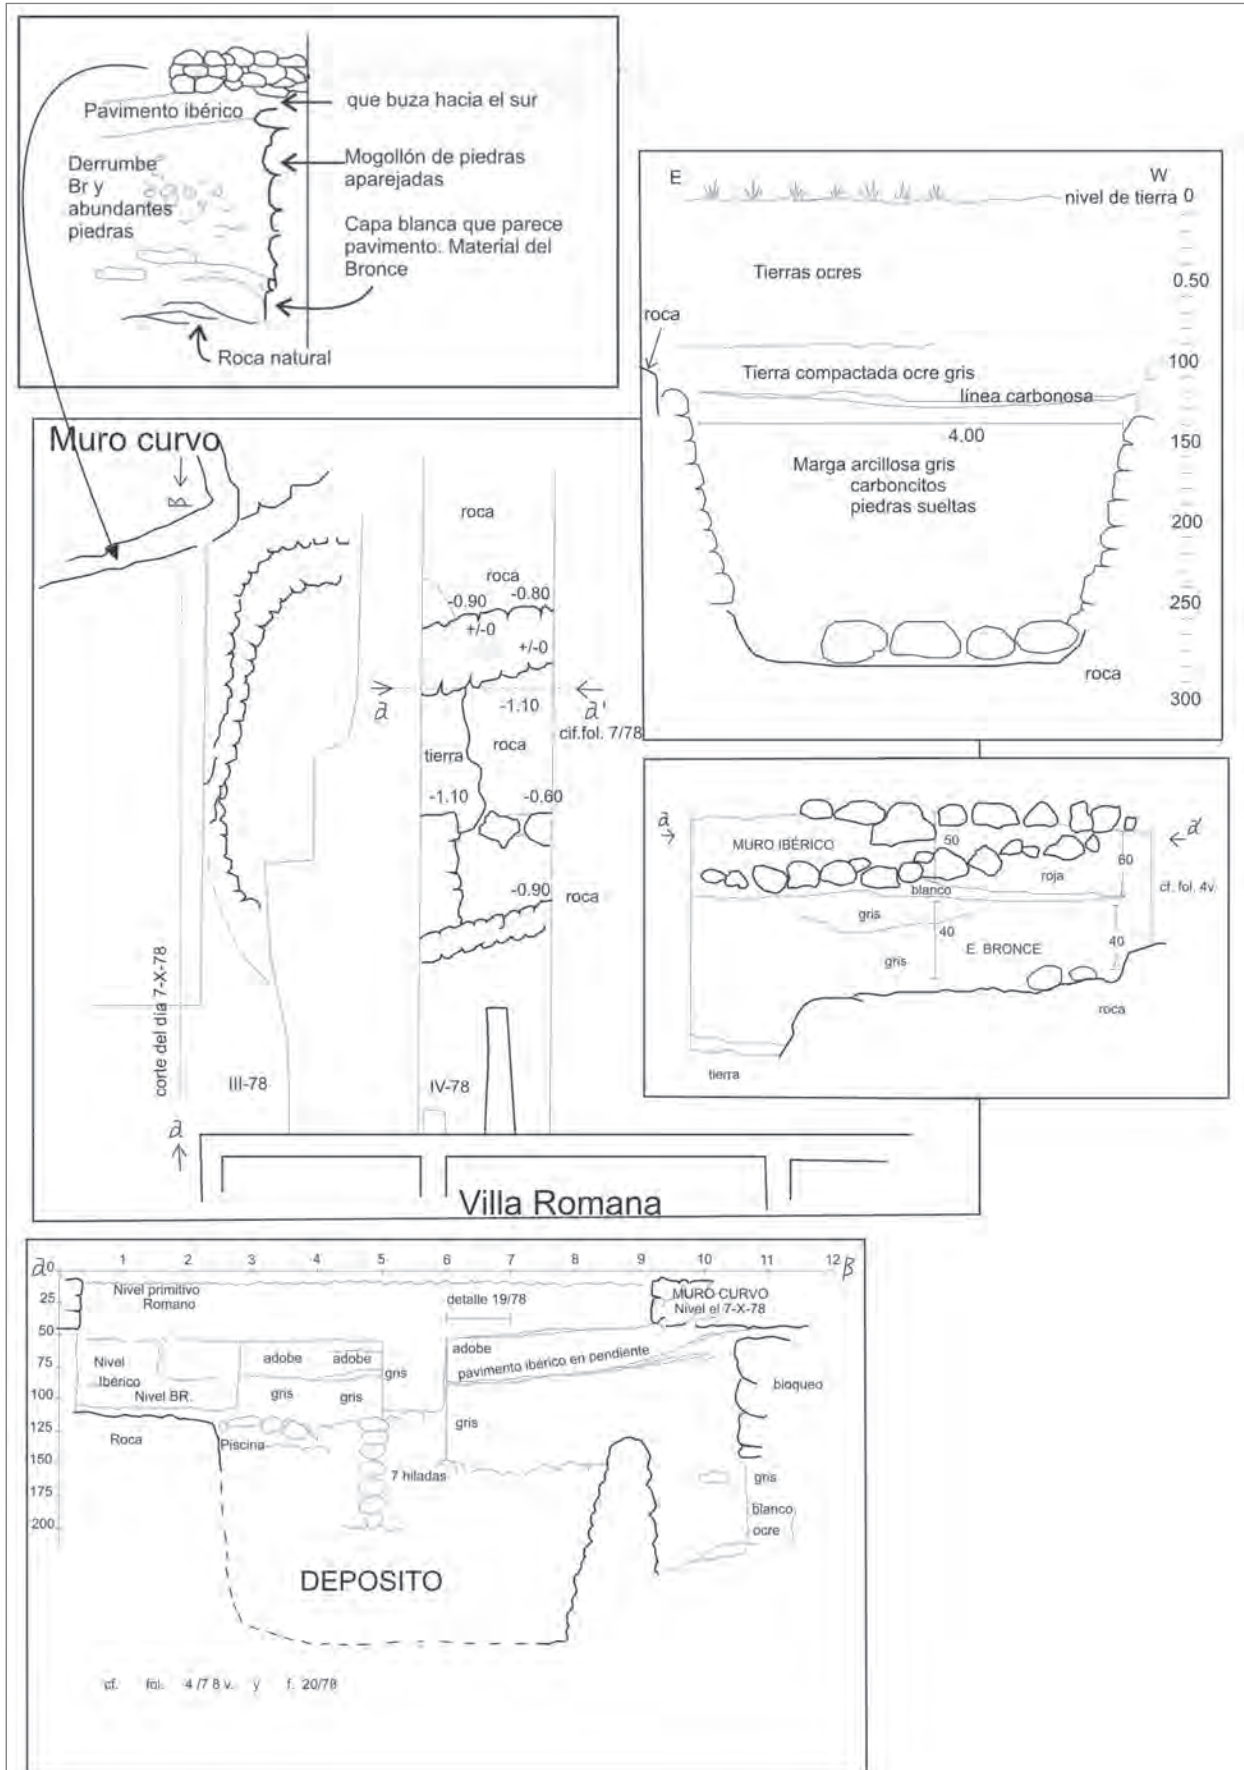 Pavimento ibérico
que buza hacia el sur
Derrumbe
Br y
abundantes
piedras
Mogollón de piedras
aparejadas
Capa blanca que parece
pavimento. Material del
Bronce
Roca natural
E
W
nivel de tierra 0
Tierras ocres
0.50
roca
100
Tierra compactada ocre gris
línea carbonosa
4.00
150
Marga arcillosa gris
carboncitos
piedras sueltas
200
250
roca
300
Muro curvo
β
roca
roca
-0.90 -0.80
+/-0
+/-0
a
a'
-1.10
cif.fol. 7/78
tierra
roca
-1.10
-0.60
-0.90
roca
corte del día 7-X-78
III-78
IV-78
a
Villa Romana
a
a'
MURO IBÉRICO
50
60
blanco
roja
cf. fol. 4v.
gris
40
E. BRONCE
40
gris
roca
tierra
1 2 3 4 5 6 7 8 9 10 11 12
a
β
0
Nivel primitivo
Romano
25
detalle 19/78
MURO CURVO
Nivel el 7-X-78
50
adobe
adobe
adobe
pavimento ibérico en pendiente
75
Nivel
Ibérico
gris
Nivel BR.
gris
gris
100
gris
bloqueo
125
Roca
Piscina
150
7 hiladas
gris
175
blanco
200
ocre
DEPOSITO
cf. fol. 4/78 v. y f. 20/78